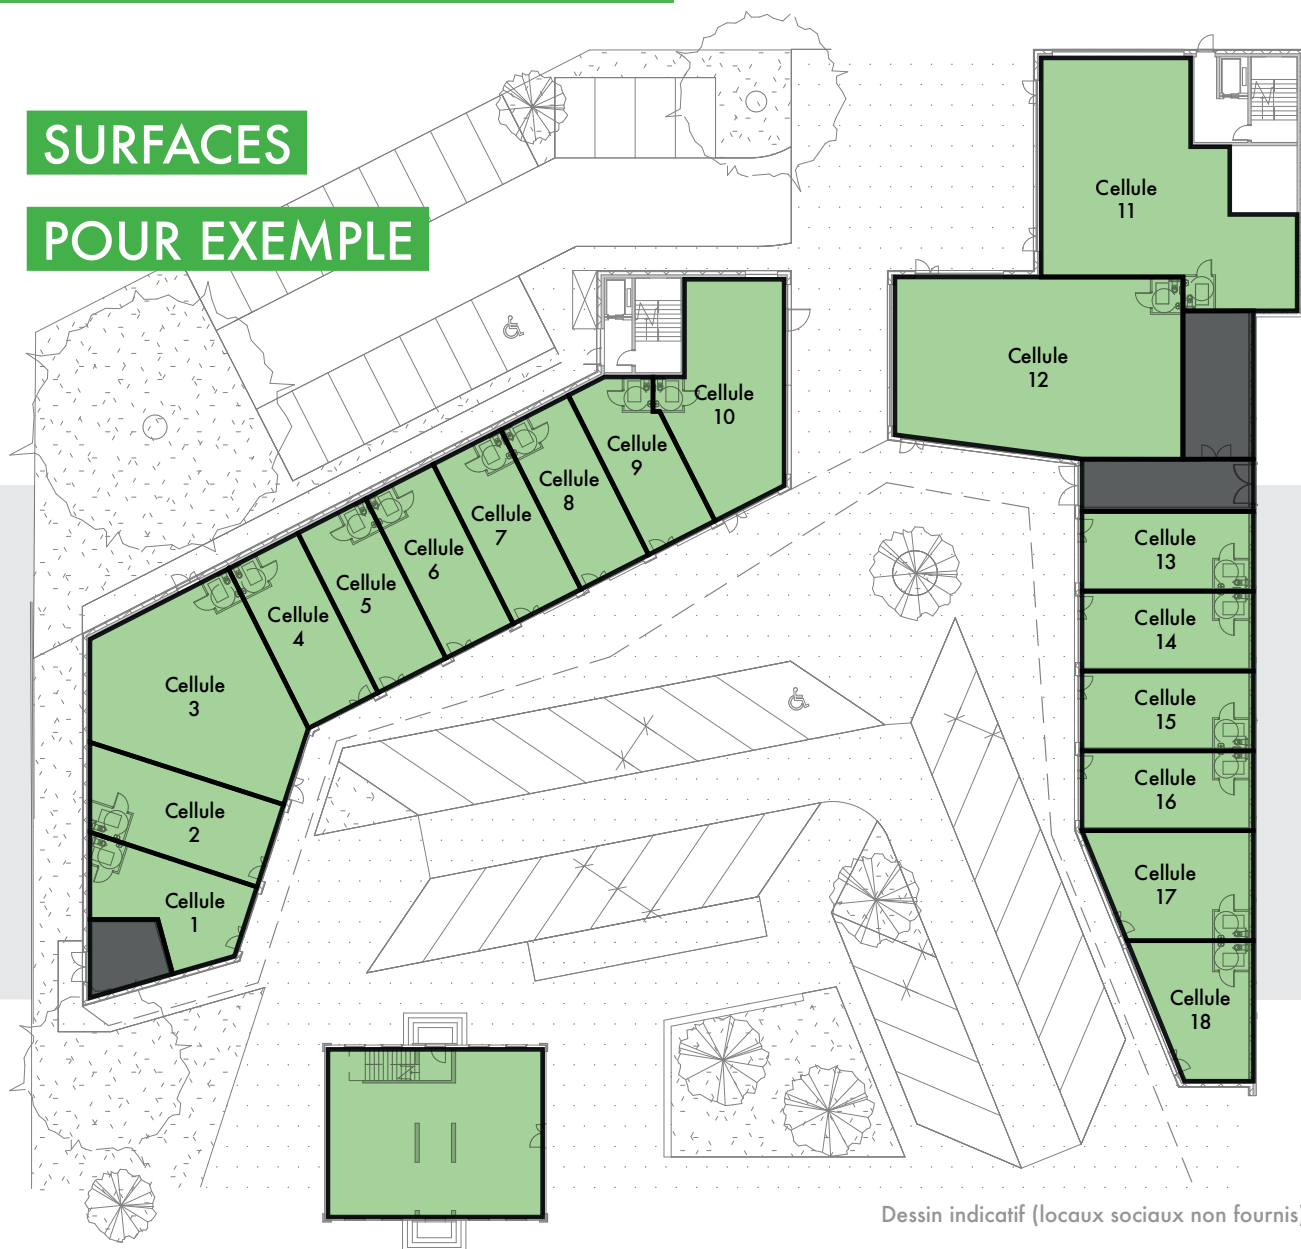 SURFACES
POUR EXEMPLE
Cellule
11
Cellule
12
Cellule
10
Cellule
9
Cellule
8
Cellule
7
Cellule
6
Cellule
5
Cellule
4
Cellule
3
Cellule
2
Cellule
1
Cellule
13
Cellule
14
Cellule
15
Cellule
16
Cellule
17
Cellule
18
Dessin indicatif (locaux sociaux non fournis)